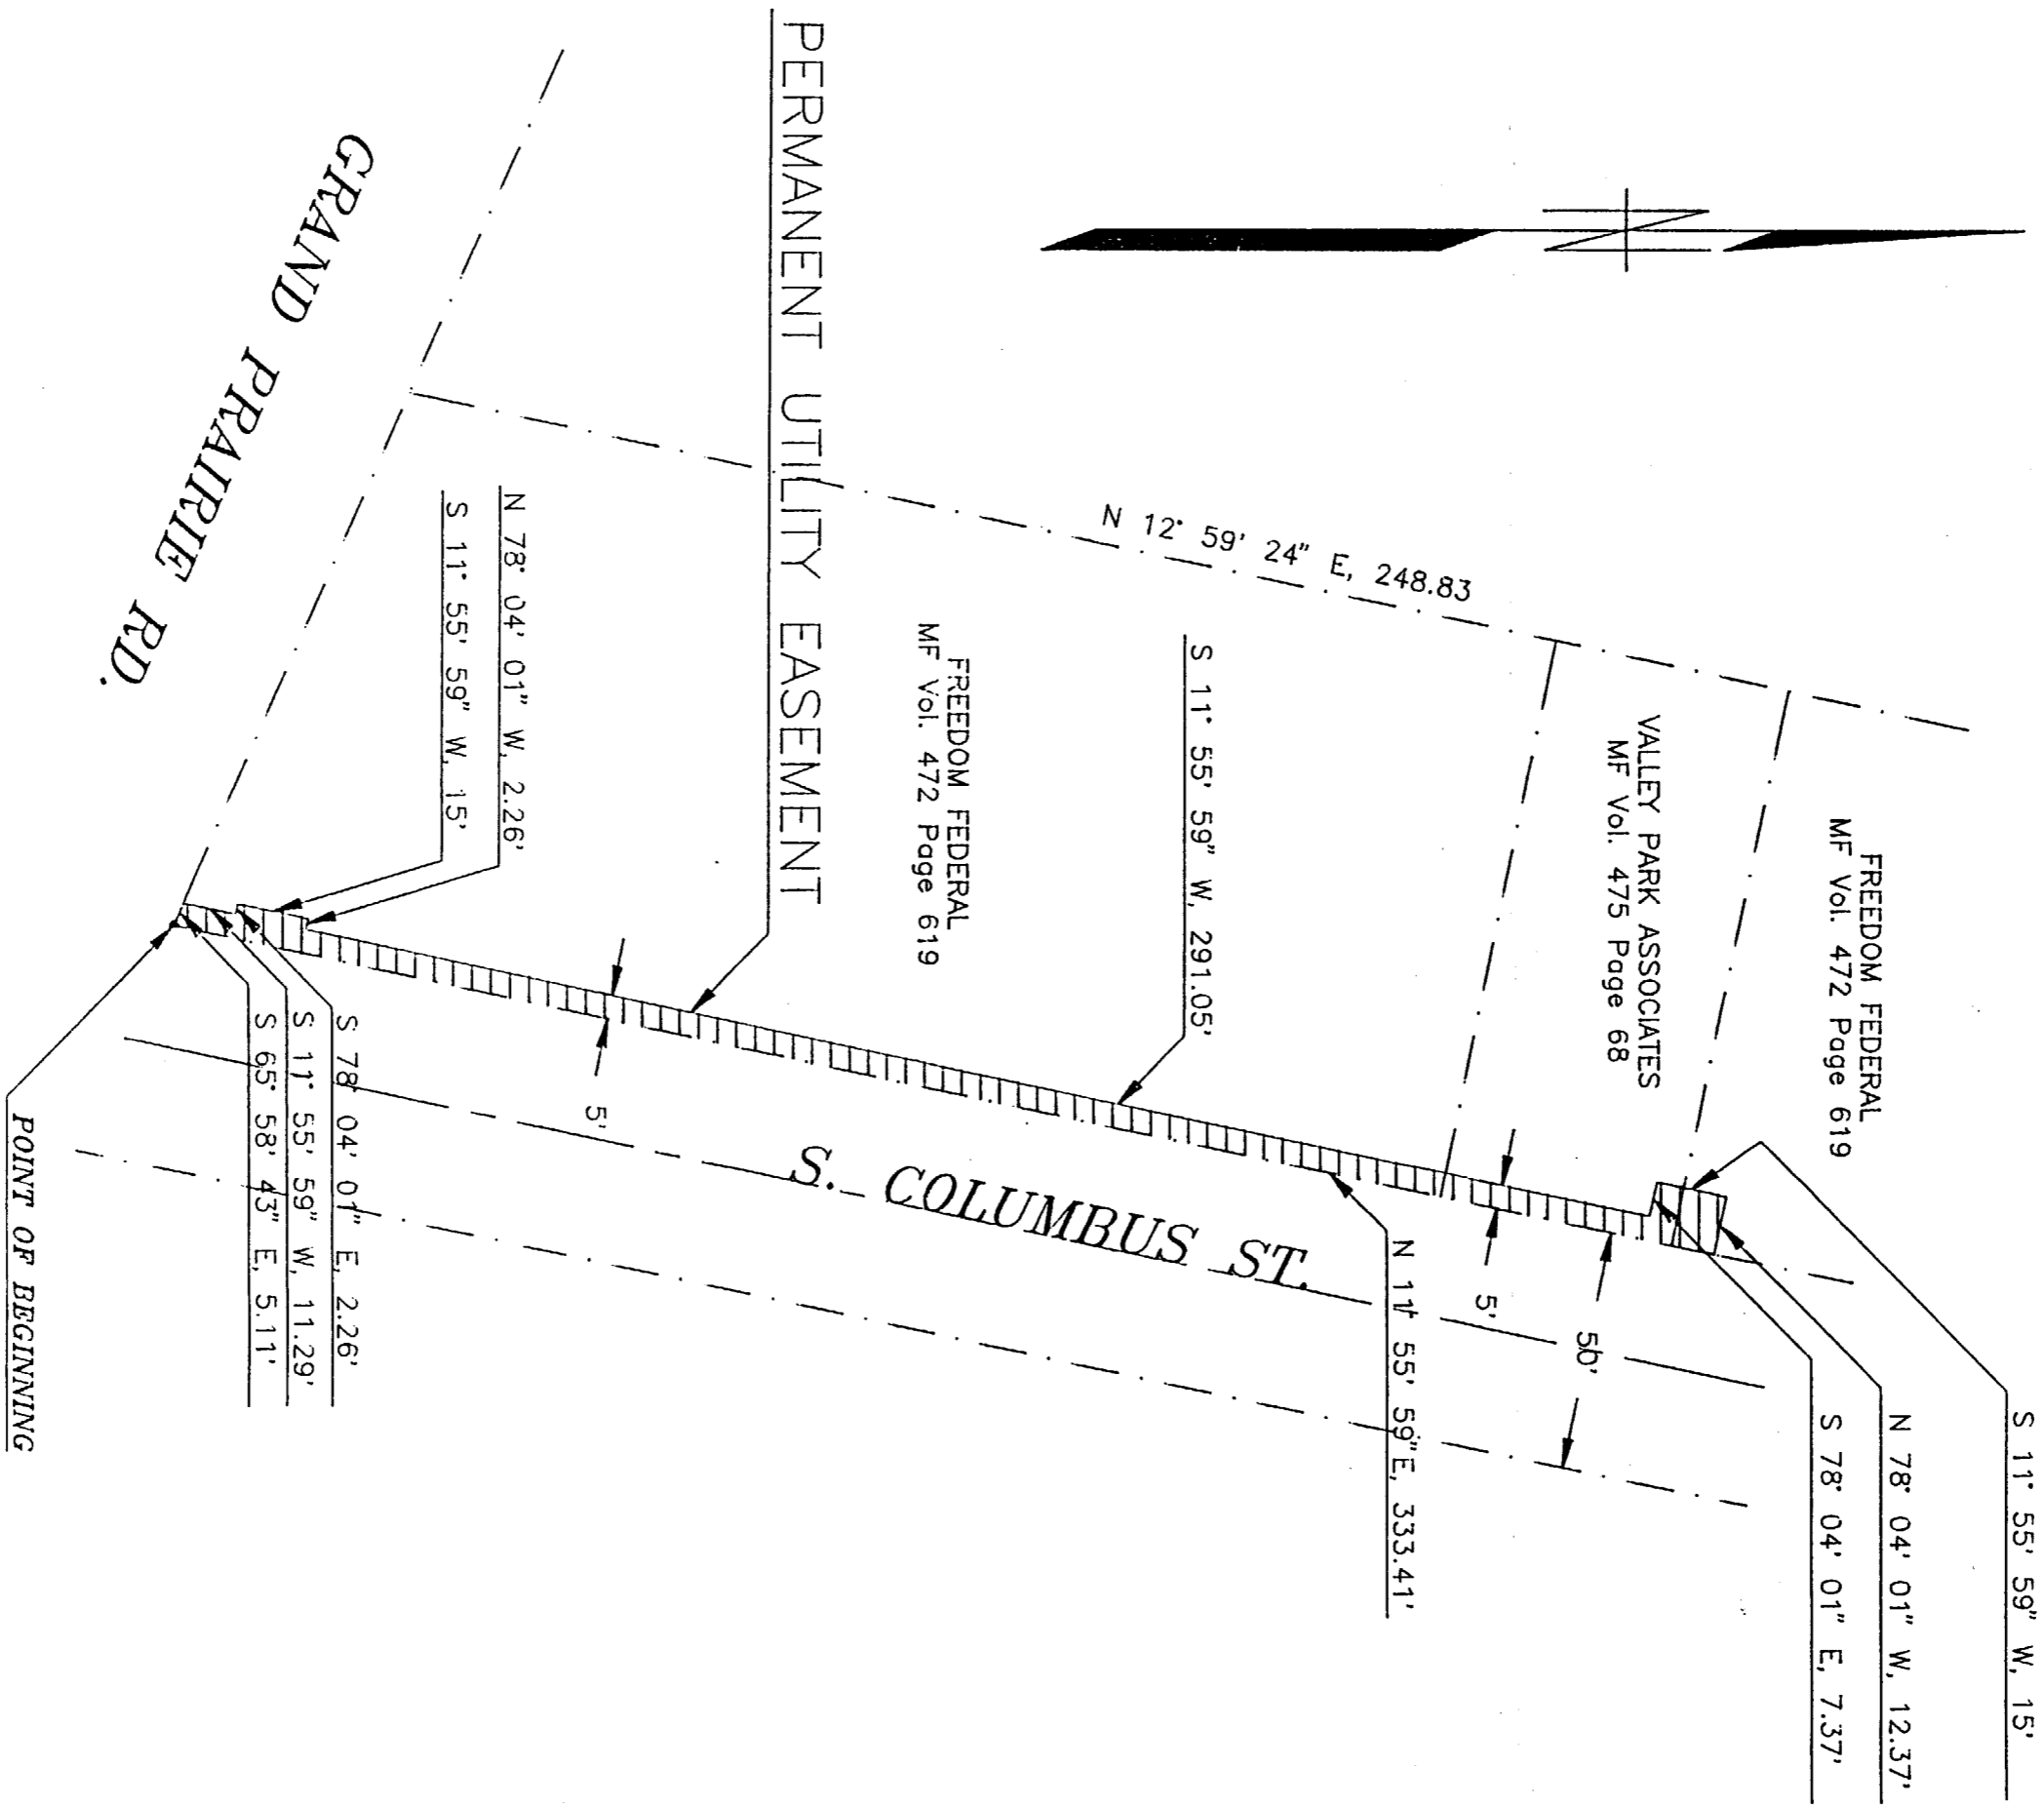 S 11° 55' 59" W, 15'
N 78° 04' 01" W, 12.37'
S 78° 04' 01" E, 7.37'
FREEDOM FEDERAL
MF Vol. 472 Page 619
VALLEY PARK ASSOCIATES
MF Vol. 475 Page 68
N 12° 59' 24" E, 248.83
50'
5'
N 11° 55' 59" E, 333.41'
S 11° 55' 59" W, 291.05'
FREEDOM FEDERAL
MF Vol. 472 Page 619
S. COLUMBUS ST.
PERMANENT UTILITY EASEMENT
5'
N 78° 04' 01" W, 2.26'
S 11° 55' 59" W, 15'
S 78° 04' 01" E, 2.26'
S 11° 55' 59" W, 11.29'
S 65° 58' 43" E, 5.11'
GRAND PRAIRIE RD.
POINT OF BEGINNING
N